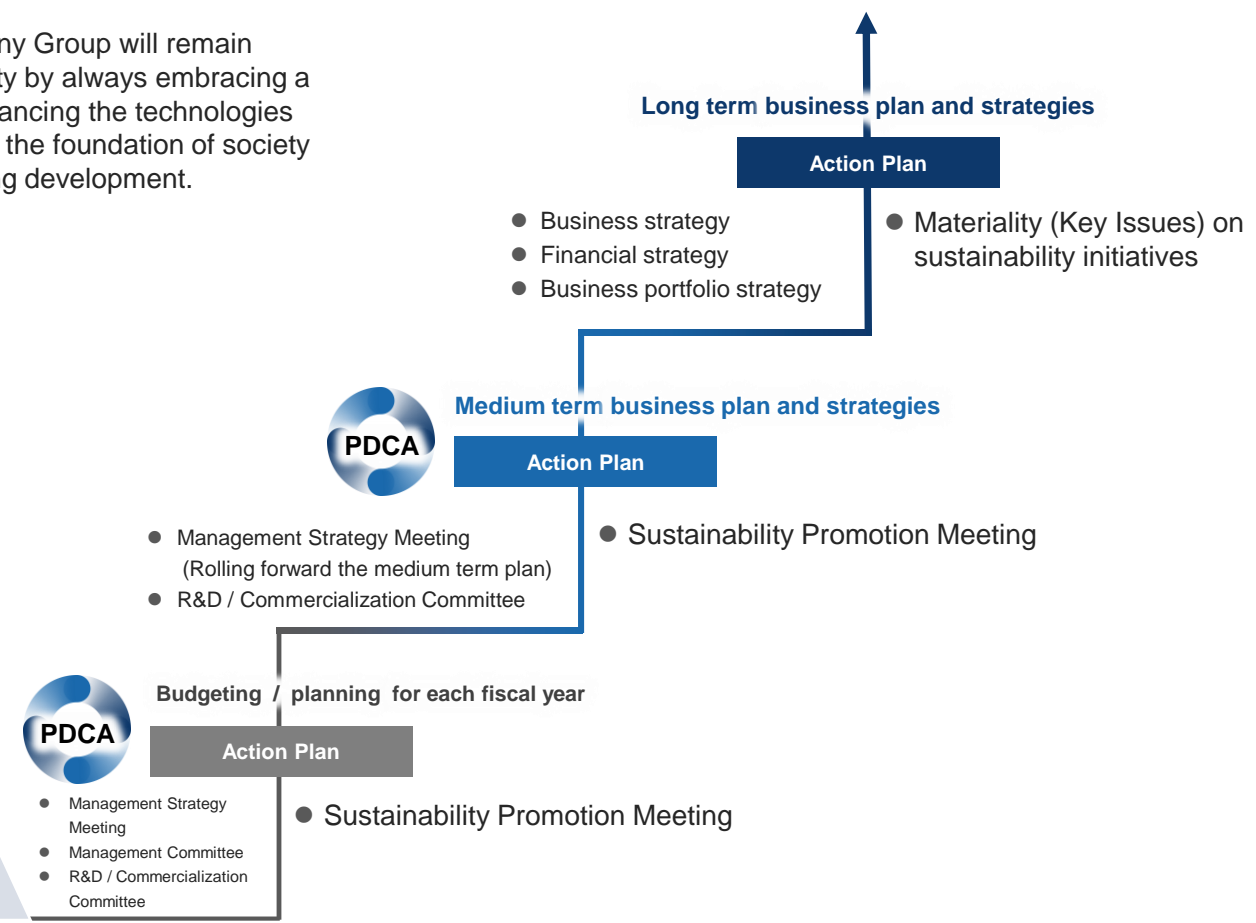 ny Group will remain
ty by always embracing a
ancing the technologies
the foundation of society
g development.
Long term business plan and strategies
Action Plan
● Business strategy
● Financial strategy
● Business portfolio strategy
● Materiality (Key Issues) on
sustainability initiatives
PDCA
Medium term business plan and strategies
Action Plan
● Management Strategy Meeting
(Rolling forward the medium term plan)
● R&D / Commercialization Committee
● Sustainability Promotion Meeting
PDCA
Budgeting / planning for each fiscal year
Action Plan
● Management Strategy
Meeting
● Management Committee
● R&D / Commercialization
Committee
● Sustainability Promotion Meeting